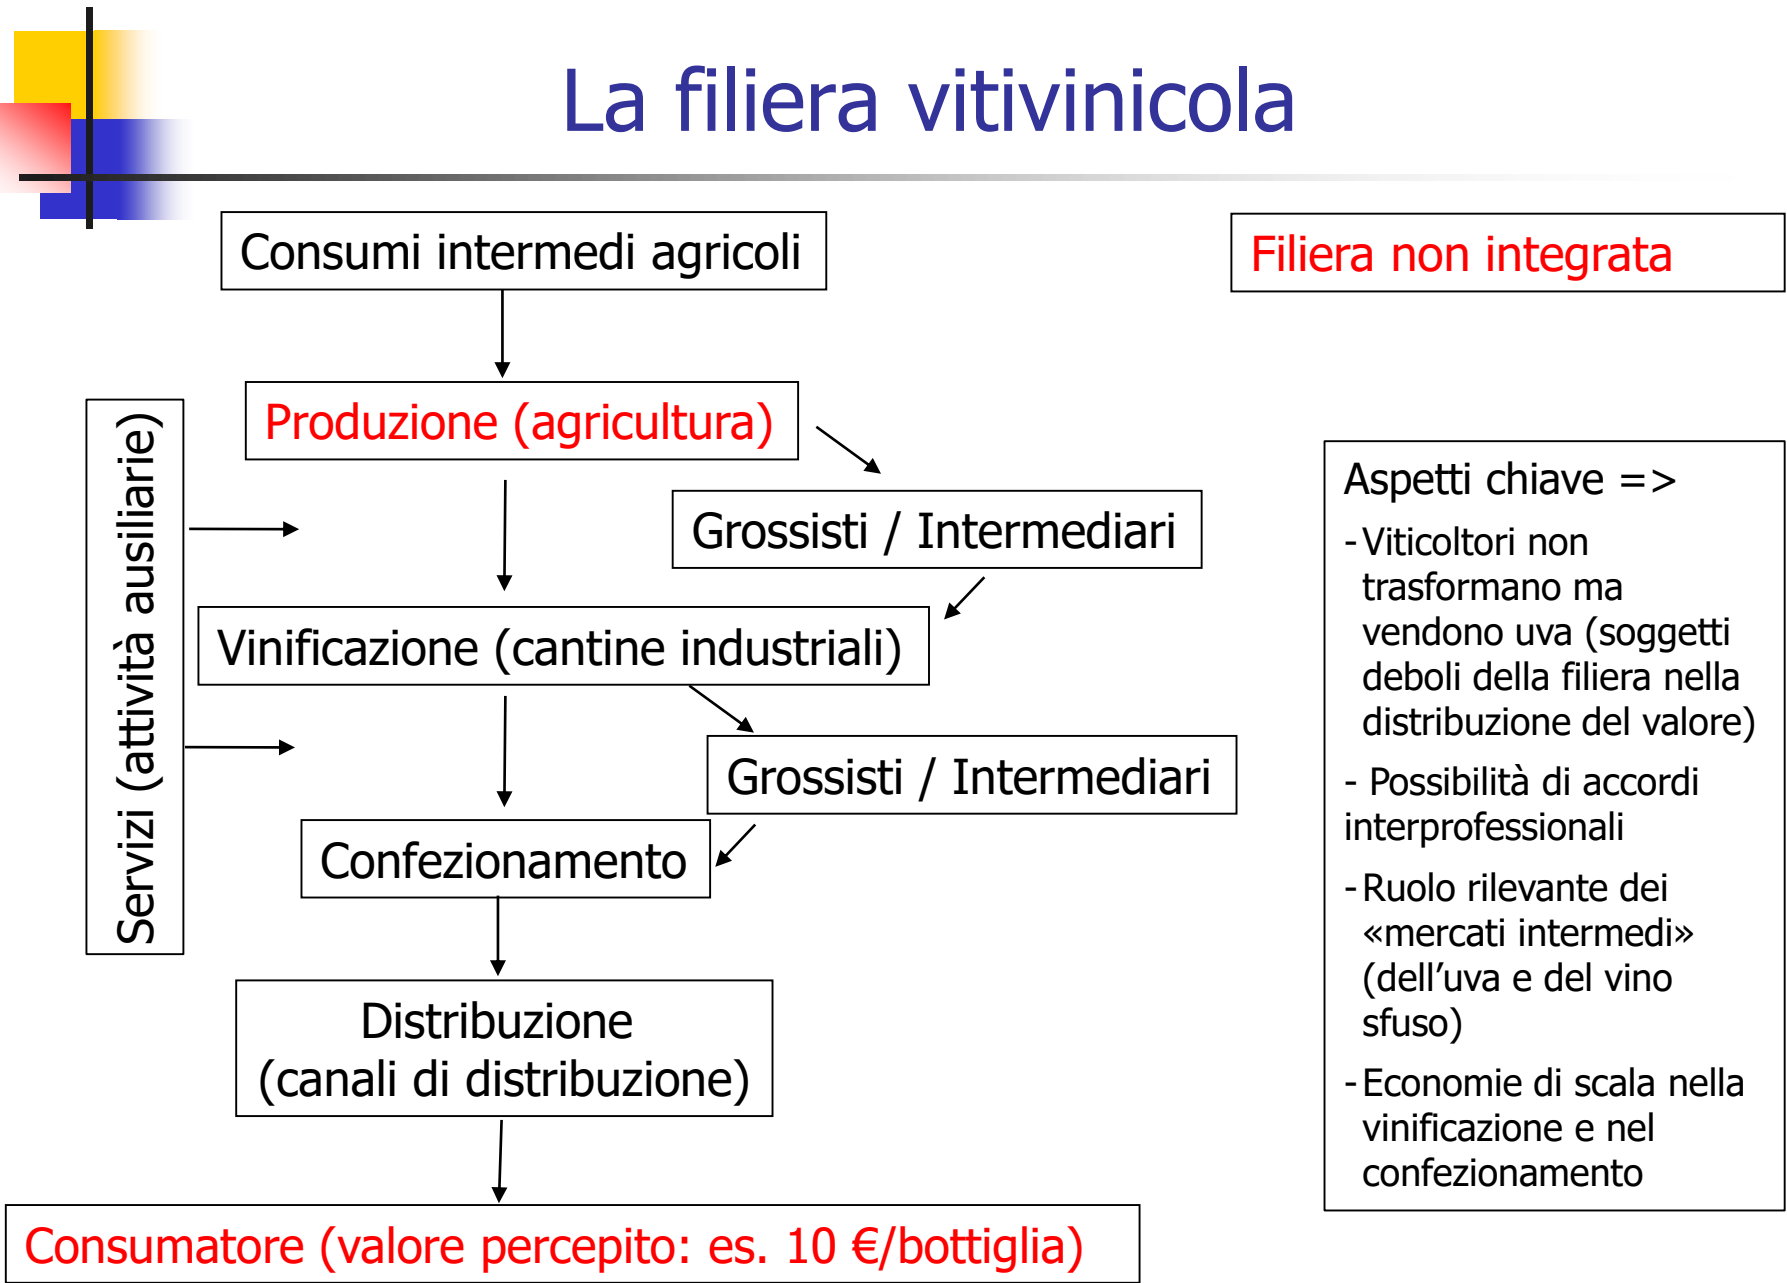 La filiera vitivinicola
Consumi intermedi agricoli
Filiera non integrata
Produzione (agricultura)
Servizi (attività ausiliarie)
Grossisti / Intermediari
Vinificazione (cantine industriali)
Grossisti / Intermediari
Confezionamento
Distribuzione
(canali di distribuzione)
Consumatore (valore percepito: es. 10 €/bottiglia)
Aspetti chiave =>
- Viticoltori non
trasformano ma
vendono uva (soggetti
deboli della filiera nella
distribuzione del valore)
- Possibilità di accordi
interprofessionali
- Ruolo rilevante dei
«mercati intermedi»
(dell’uva e del vino
sfuso)
- Economie di scala nella
vinificazione e nel
confezionamento